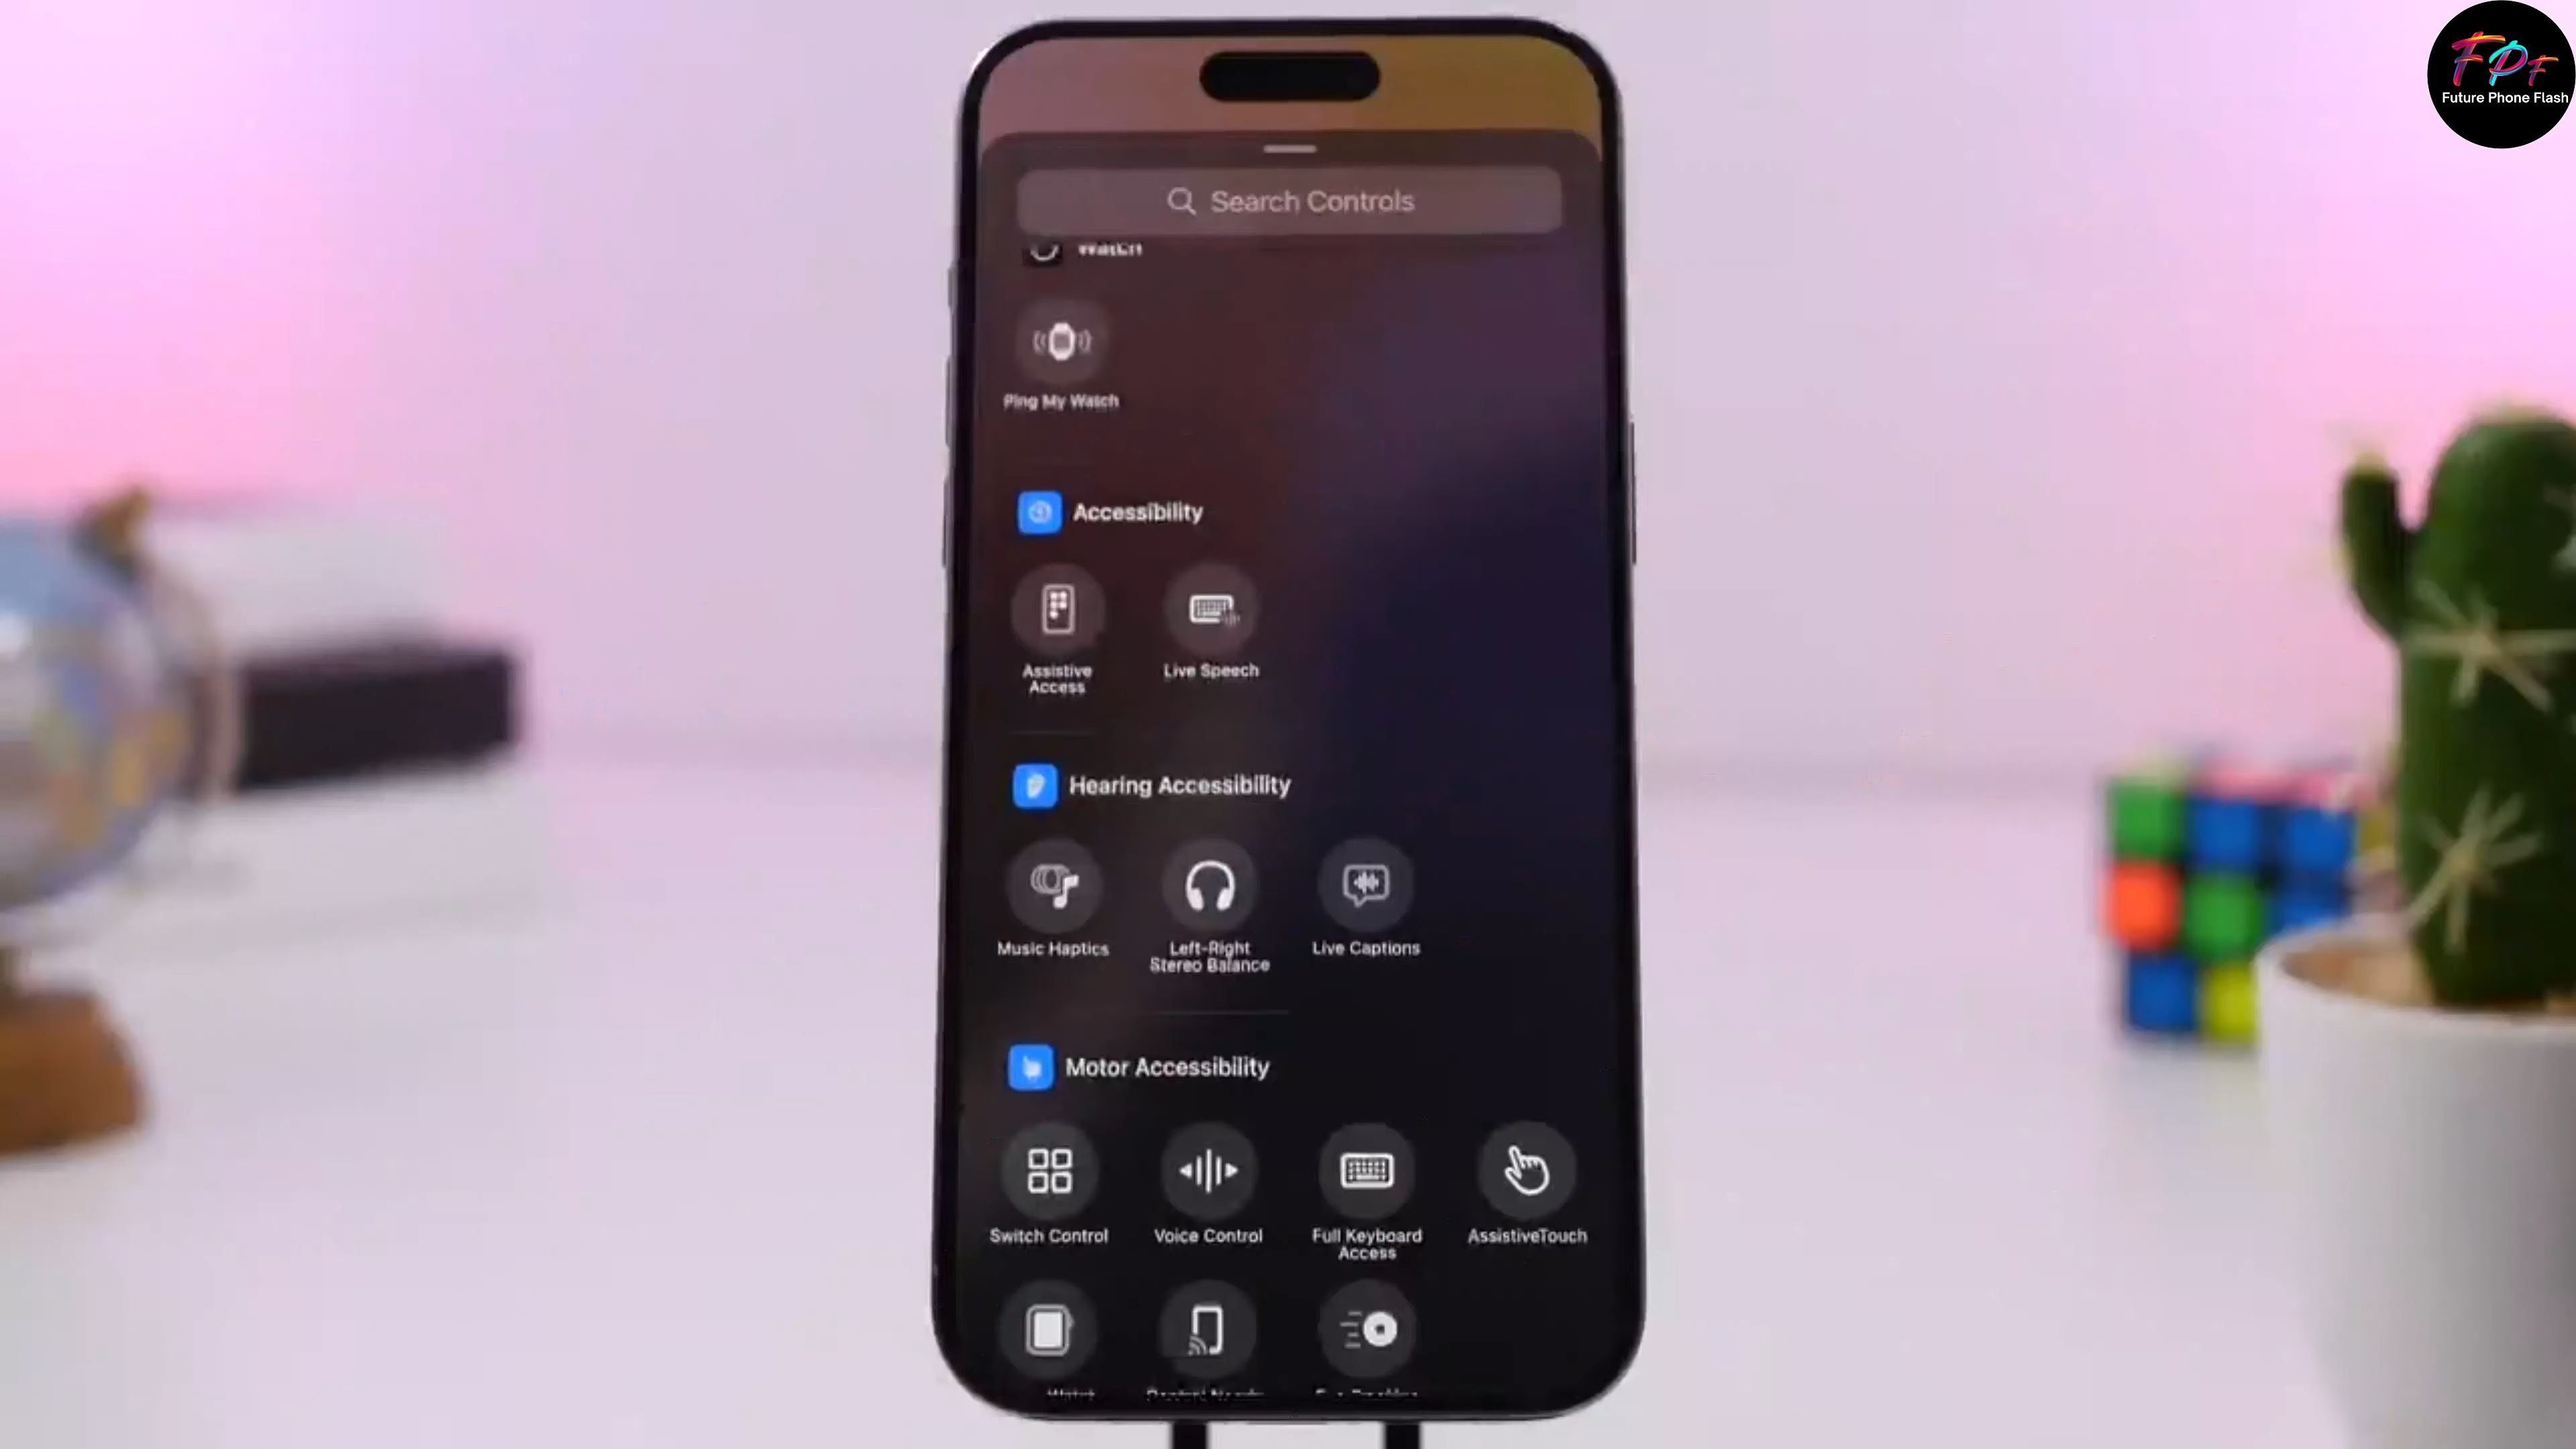 FPF
Future Phone Flash
Search Controls
Watch
Ping My Watch
Accessibility
Assistive
Access
Live Speech
Hearing Accessibility
Music Haptics
Left-Right
Stereo Balance
Live Captions
Motor Accessibility
Switch Control
Voice Control
Full Keyboard
Access
AssistiveTouch